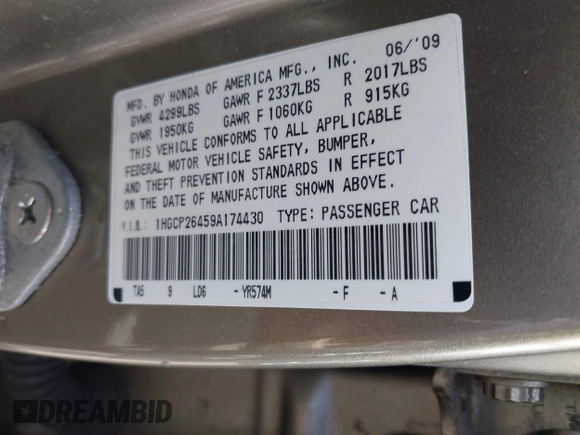 MFD. BY HONDA OF AMERICA MFG., INC. 06/'09
GVWR 4299LBS GAWR F 2337LBS R 2017LBS
GVWR 1950KG GAWR F 1060KG R 915KG
THIS VEHICLE CONFORMS TO ALL APPLICABLE
FEDERAL MOTOR VEHICLE SAFETY, BUMPER,
AND THEFT PREVENTION STANDARDS IN EFFECT
ON THE DATE OF MANUFACTURE SHOWN ABOVE.
V.I.N.: 1HGCP26459A174430 TYPE: PASSENGER CAR
TA5 9 LD6 -YR574M -F -A
DREAMBID